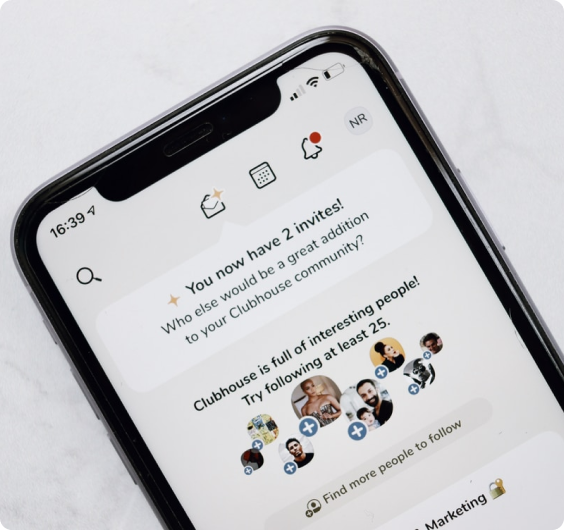 16:39
NR
You now have 2 invites!
Who else would be a great addition
to your Clubhouse community?
Clubhouse is full of interesting people!
Try following at least 25.
Find more people to follow
Marketing